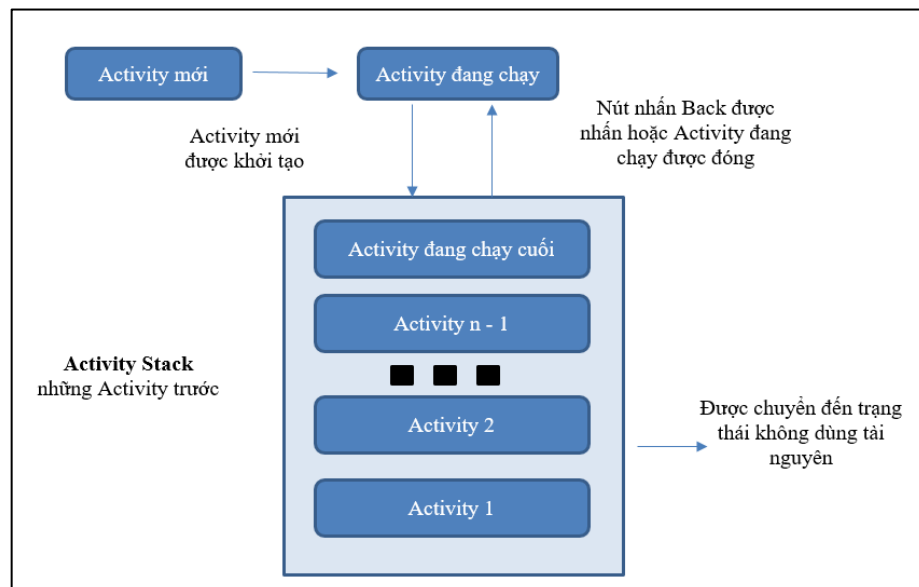 Activity mới
Activity đang chạy
Activity mới
được khởi tạo
Nút nhấn Back được
nhấn hoặc Activity đang
chạy được đóng
Activity đang chạy cuối
Activity n - 1
Activity Stack
những Activity trước
Activity 2
Được chuyển đến trạng
thái không dùng tài
nguyên
Activity 1